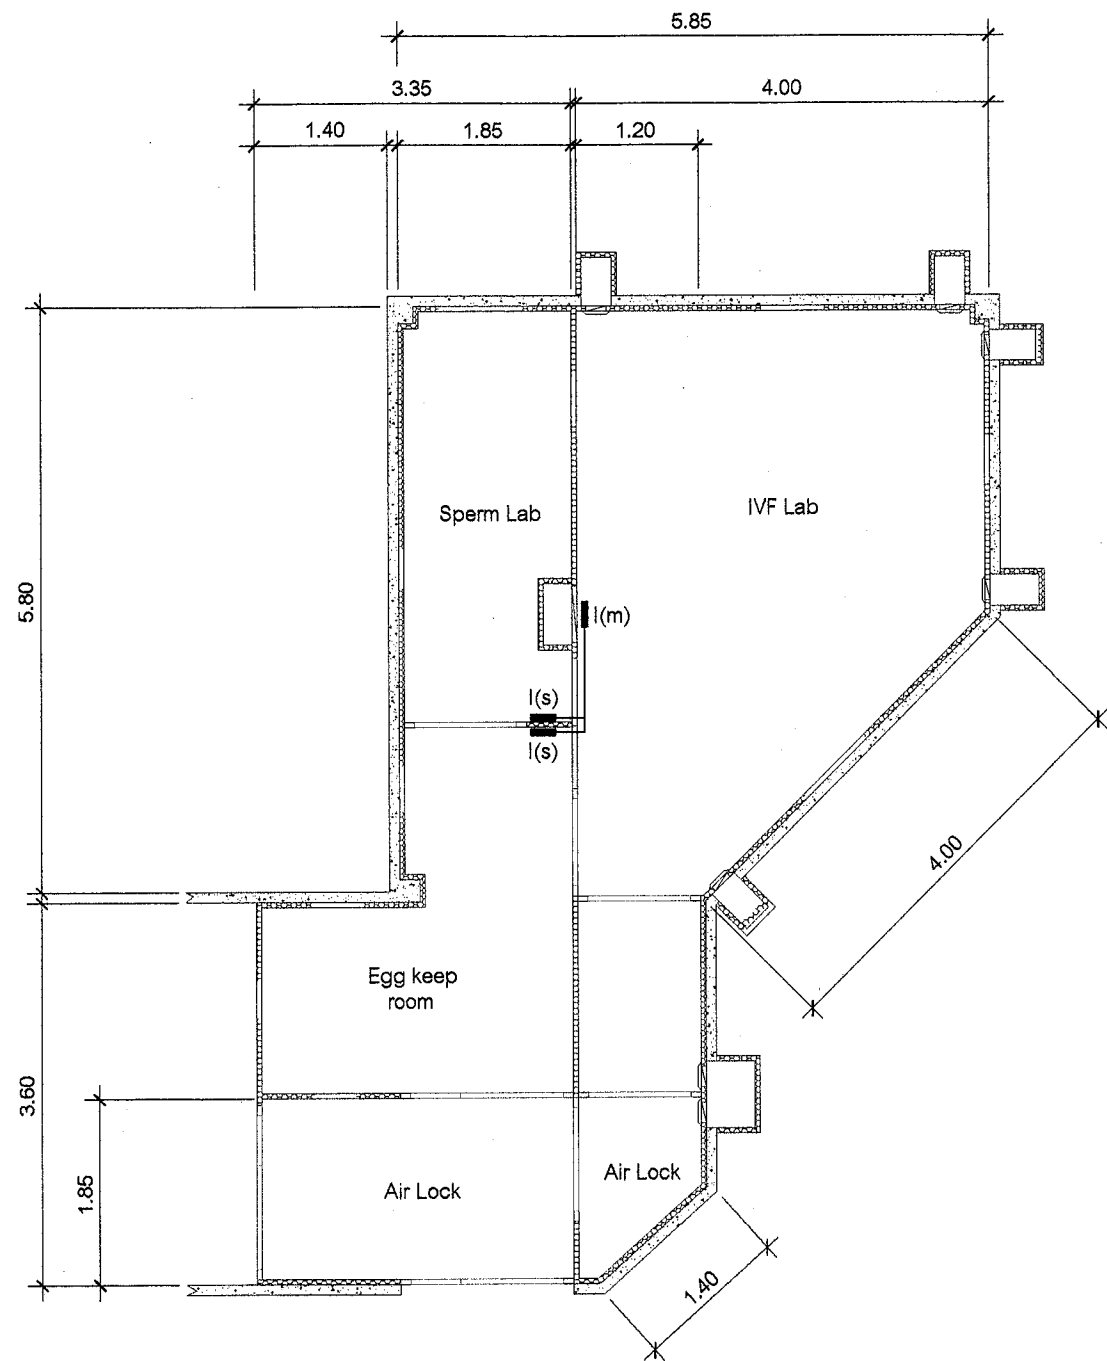 5.85
3.35
4.00
1.40
1.85
1.20
Sperm Lab
IVF Lab
5.80
I(m)
I(s)
I(s)
4.00
Egg keep
room
3.60
1.85
Air Lock
Air Lock
1.40